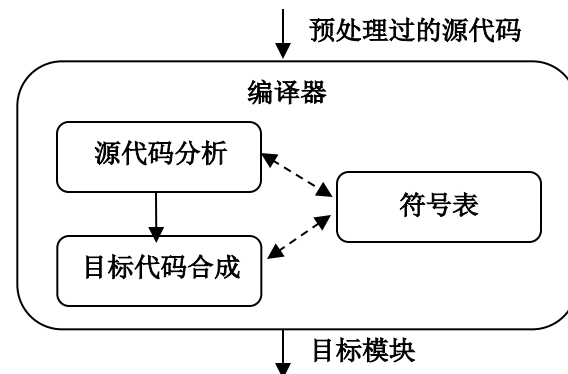 预处理过的源代码
编译器
源代码分析
符号表
目标代码合成
目标模块